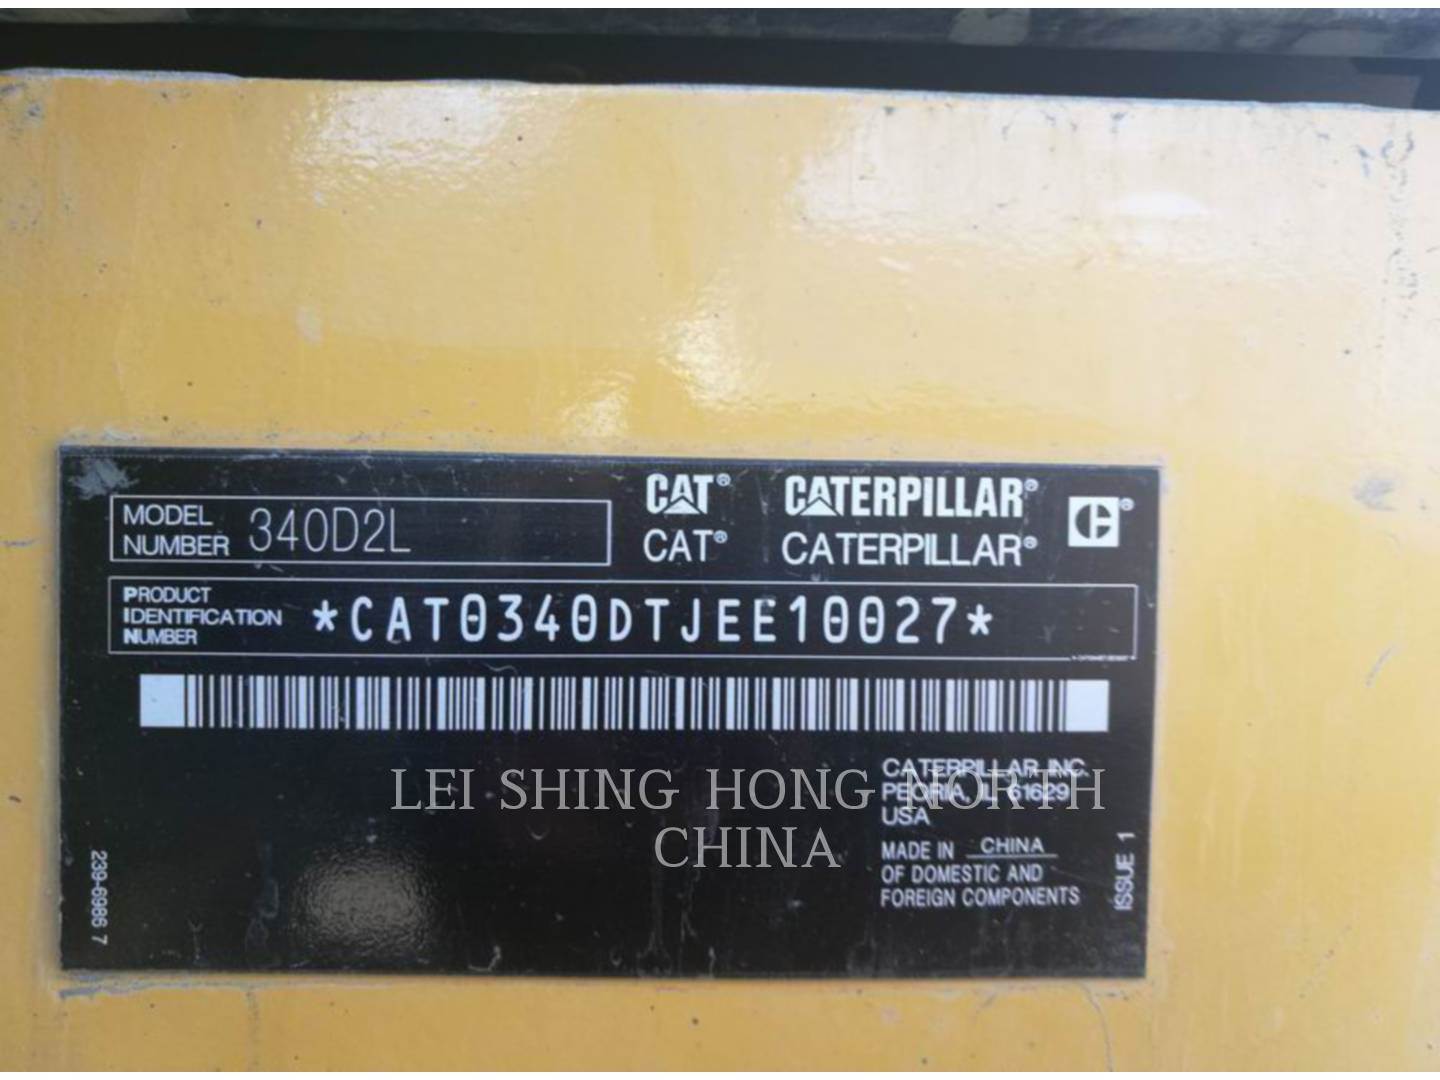 MODEL NUMBER 340D2L
CAT® CATERPILLAR®
CAT® CATERPILLAR®
PRODUCT IDENTIFICATION NUMBER *CAT0340DTJEE10027*
CATERPILLAR INC.
PEORIA, IL 61629
USA
MADE IN CHINA
OF DOMESTIC AND
FOREIGN COMPONENTS
ISSUE 1
239-6986 7
LEI SHING HONG NORTH
CHINA